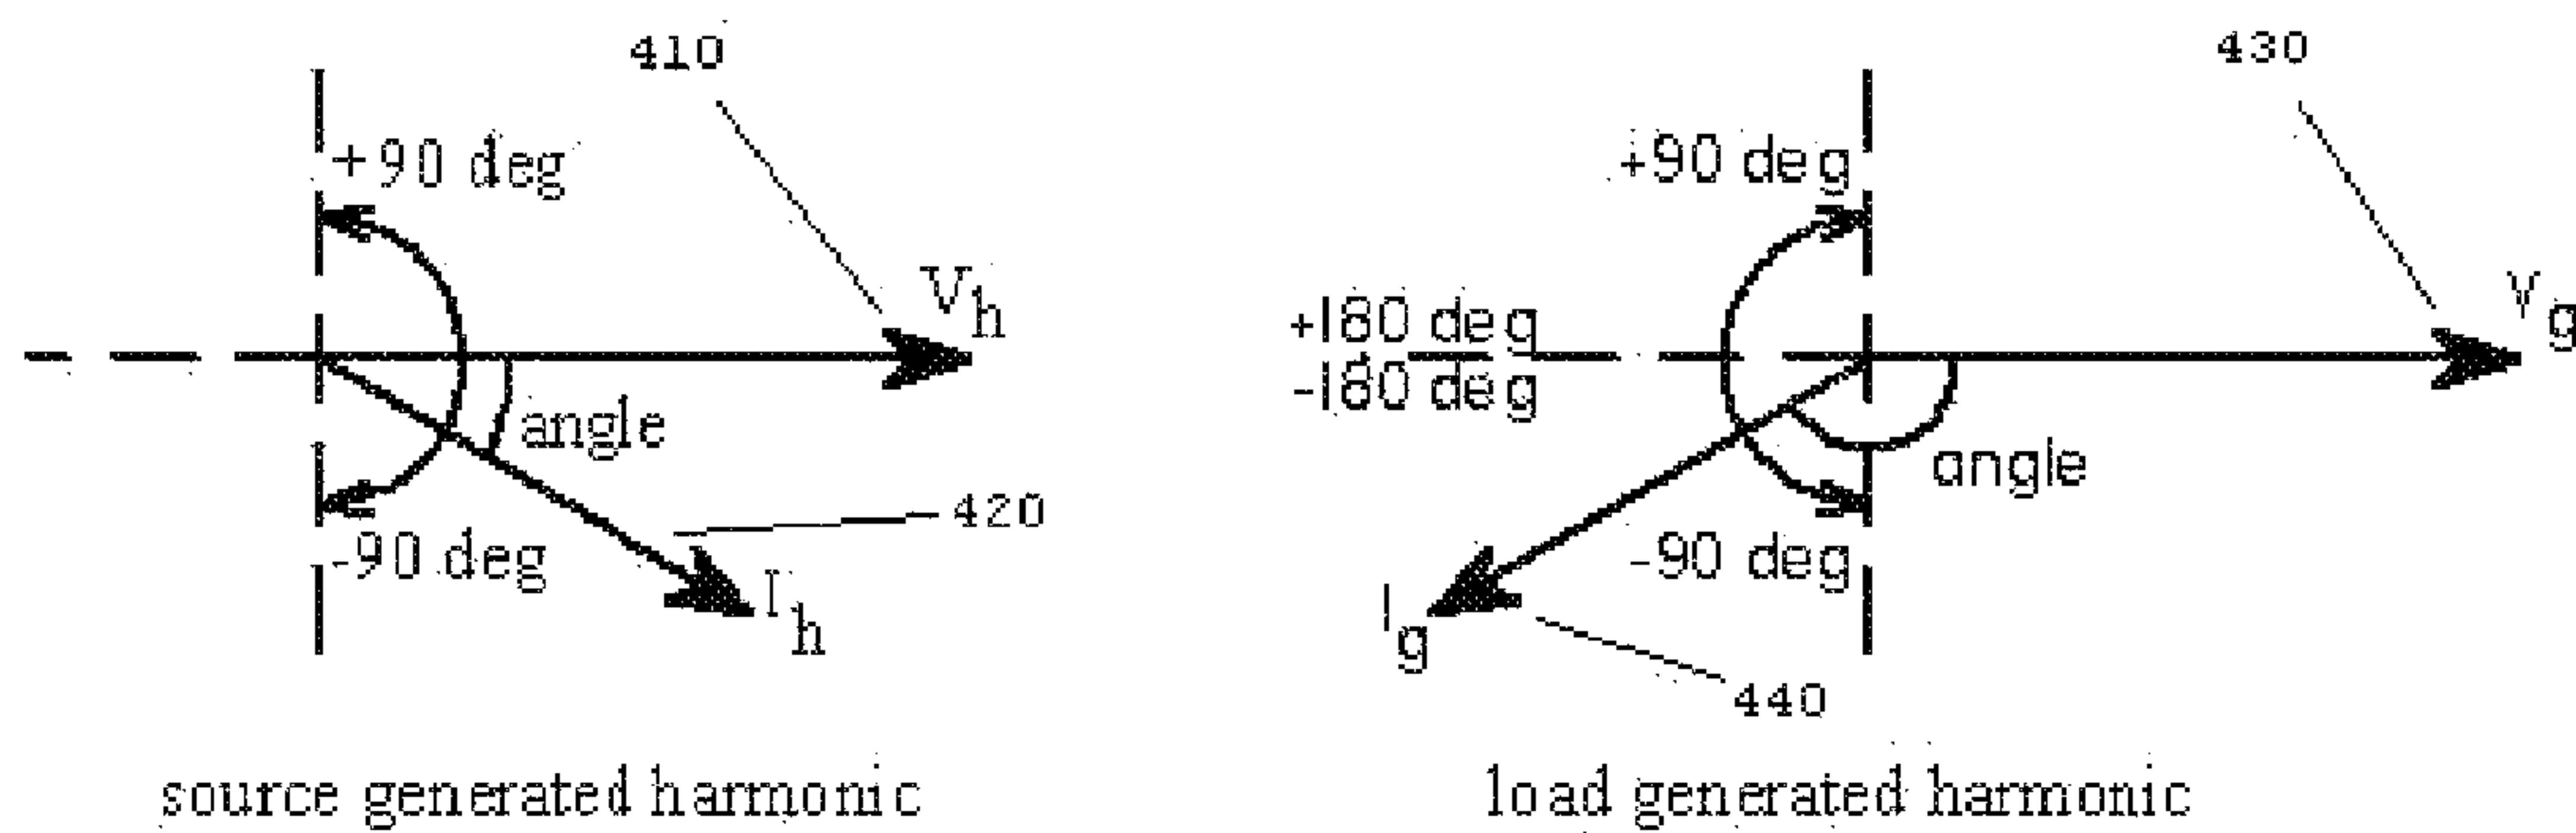 410
+90 deg
V h
angle
-420
-90 deg
I h
source generated harmonic
430
+90 deg
V g
+180 deg
-180 deg
angle
-90 deg
I g
440
load generated harmonic